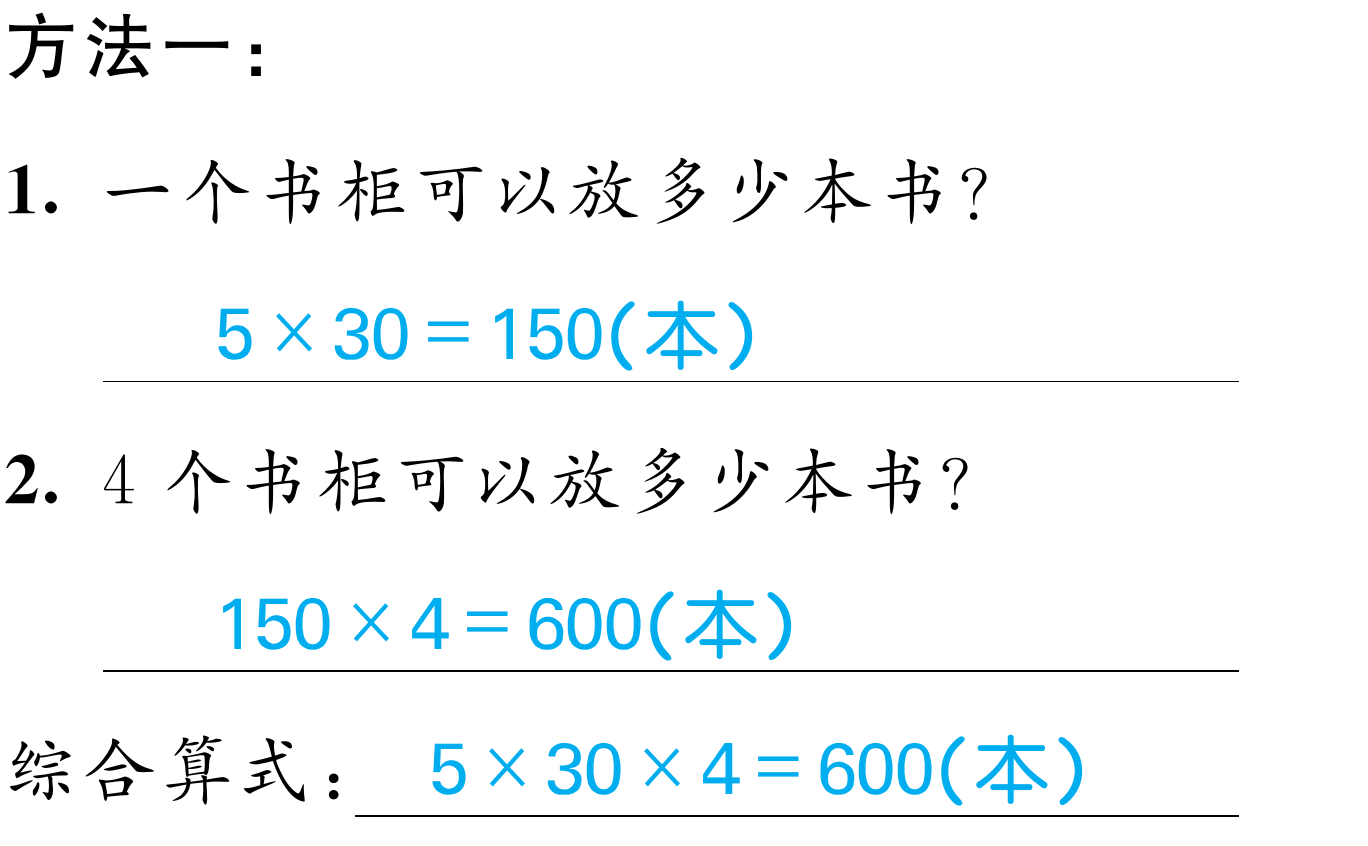 方法一:
1. 一个书柜可以放多少本书?
5×30=150(本)
2. 4 个书柜可以放多少本书?
150×4=600(本)
综合算式: 5×30×4=600(本)